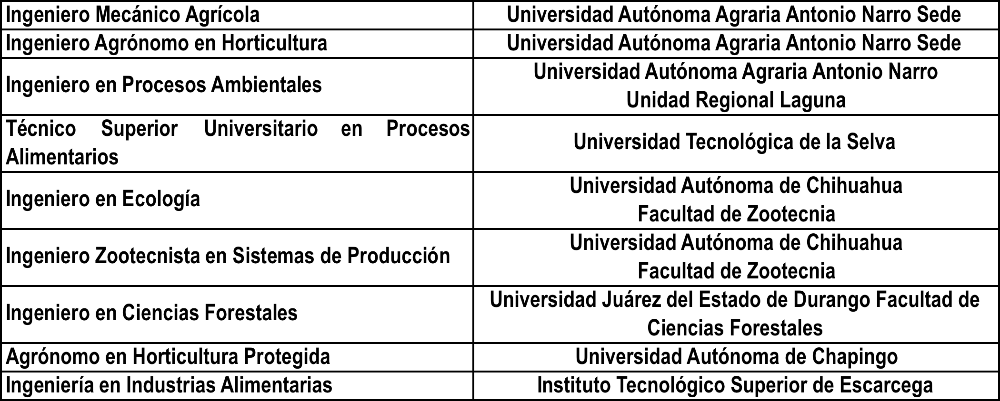 Ingeniero Mecánico Agrícola
Universidad Autónoma Agraria Antonio Narro Sede
Ingeniero Agrónomo en Horticultura
Universidad Autónoma Agraria Antonio Narro Sede
Ingeniero en Procesos Ambientales
Universidad Autónoma Agraria Antonio Narro
Unidad Regional Laguna
Técnico Superior Universitario en Procesos
Alimentarios
Universidad Tecnológica de la Selva
Ingeniero en Ecología
Universidad Autónoma de Chihuahua
Facultad de Zootecnia
Ingeniero Zootecnista en Sistemas de Producción
Universidad Autónoma de Chihuahua
Facultad de Zootecnia
Ingeniero en Ciencias Forestales
Universidad Juárez del Estado de Durango Facultad de
Ciencias Forestales
Agrónomo en Horticultura Protegida
Universidad Autónoma de Chapingo
Ingeniería en Industrias Alimentarias
Instituto Tecnológico Superior de Escarcega